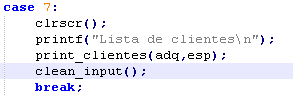 case 7:
clrscr();
printf("Lista de clientes\n");
print_clientes(adq,esp);
clean_input();
break;